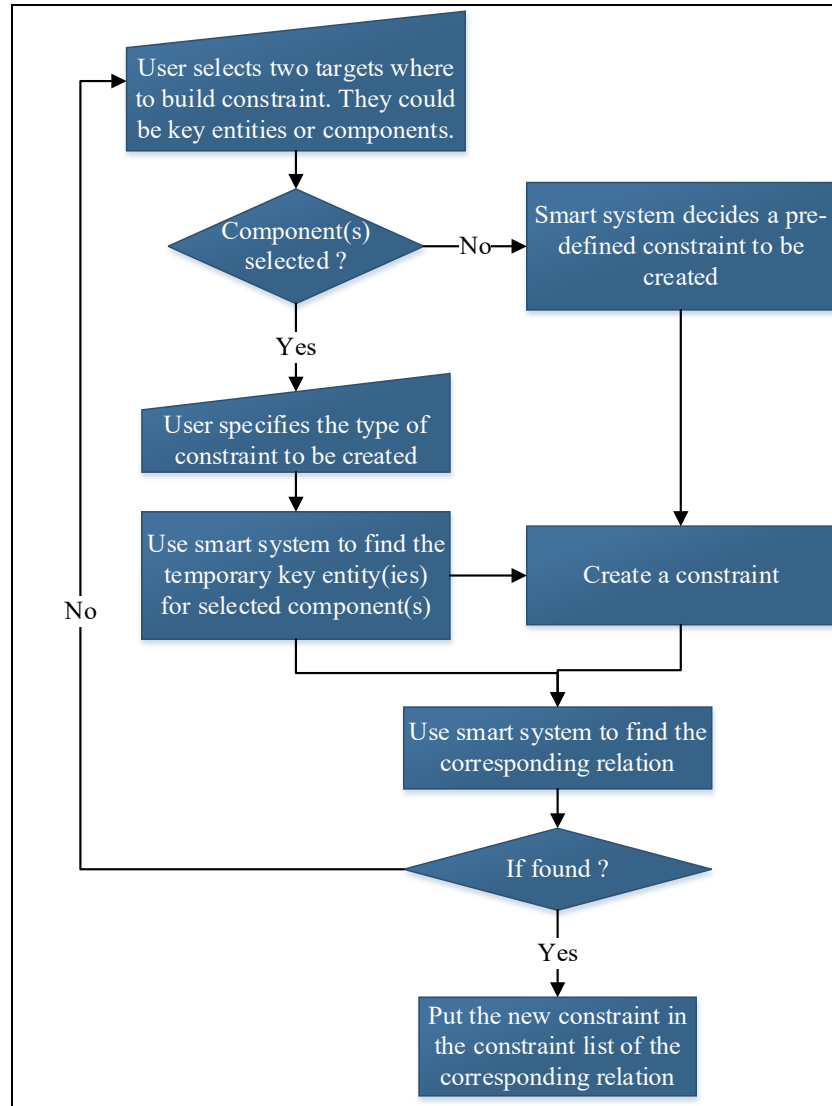 User selects two targets where
to build constraint. They could
be key entities or components.
Component(s)
selected ?
No
Smart system decides a pre-
defined constraint to be
created
Yes
User specifies the type of
constraint to be created
Use smart system to find the
temporary key entity(ies)
for selected component(s)
Create a constraint
No
Use smart system to find the
corresponding relation
If found ?
Yes
Put the new constraint in
the constraint list of the
corresponding relation